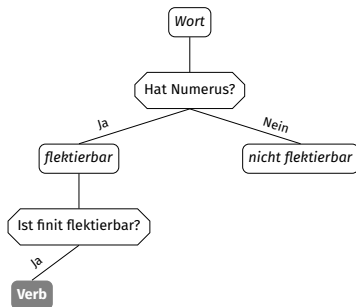 Wort
Hat Numerus?
Ja
Nein
flektierbar
nicht flektierbar
Ist finit flektierbar?
Ja
Verb